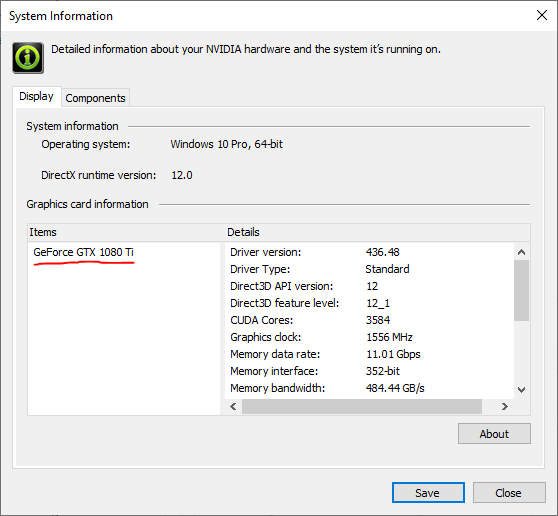 System Information
Detailed information about your NVIDIA hardware and the system it's running on.
Display Components
System information
Operating system: Windows 10 Pro, 64-bit
DirectX runtime version: 12.0
Graphics card information
Items Details
GeForce GTX 1080 Ti Driver version: 436.48
Driver Type: Standard
Direct3D API version: 12
Direct3D feature level: 12_1
CUDA Cores: 3584
Graphics clock: 1556 MHz
Memory data rate: 11.01 Gbps
Memory interface: 352-bit
Memory bandwidth: 484.44 GB/s
About
Save Close